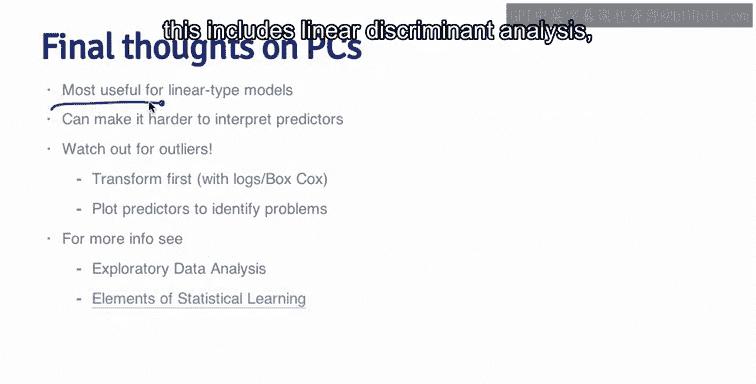 this includes linear discriminant analysis,
Final thoughts on PCs
· Most useful for linear-type models
· Can make it harder to interpret predictors
· Watch out for outliers!
- Transform first (with logs/Box Cox)
- Plot predictors to identify problems
· For more info see
- Exploratory Data Analysis
- Elements of Statistical Learning